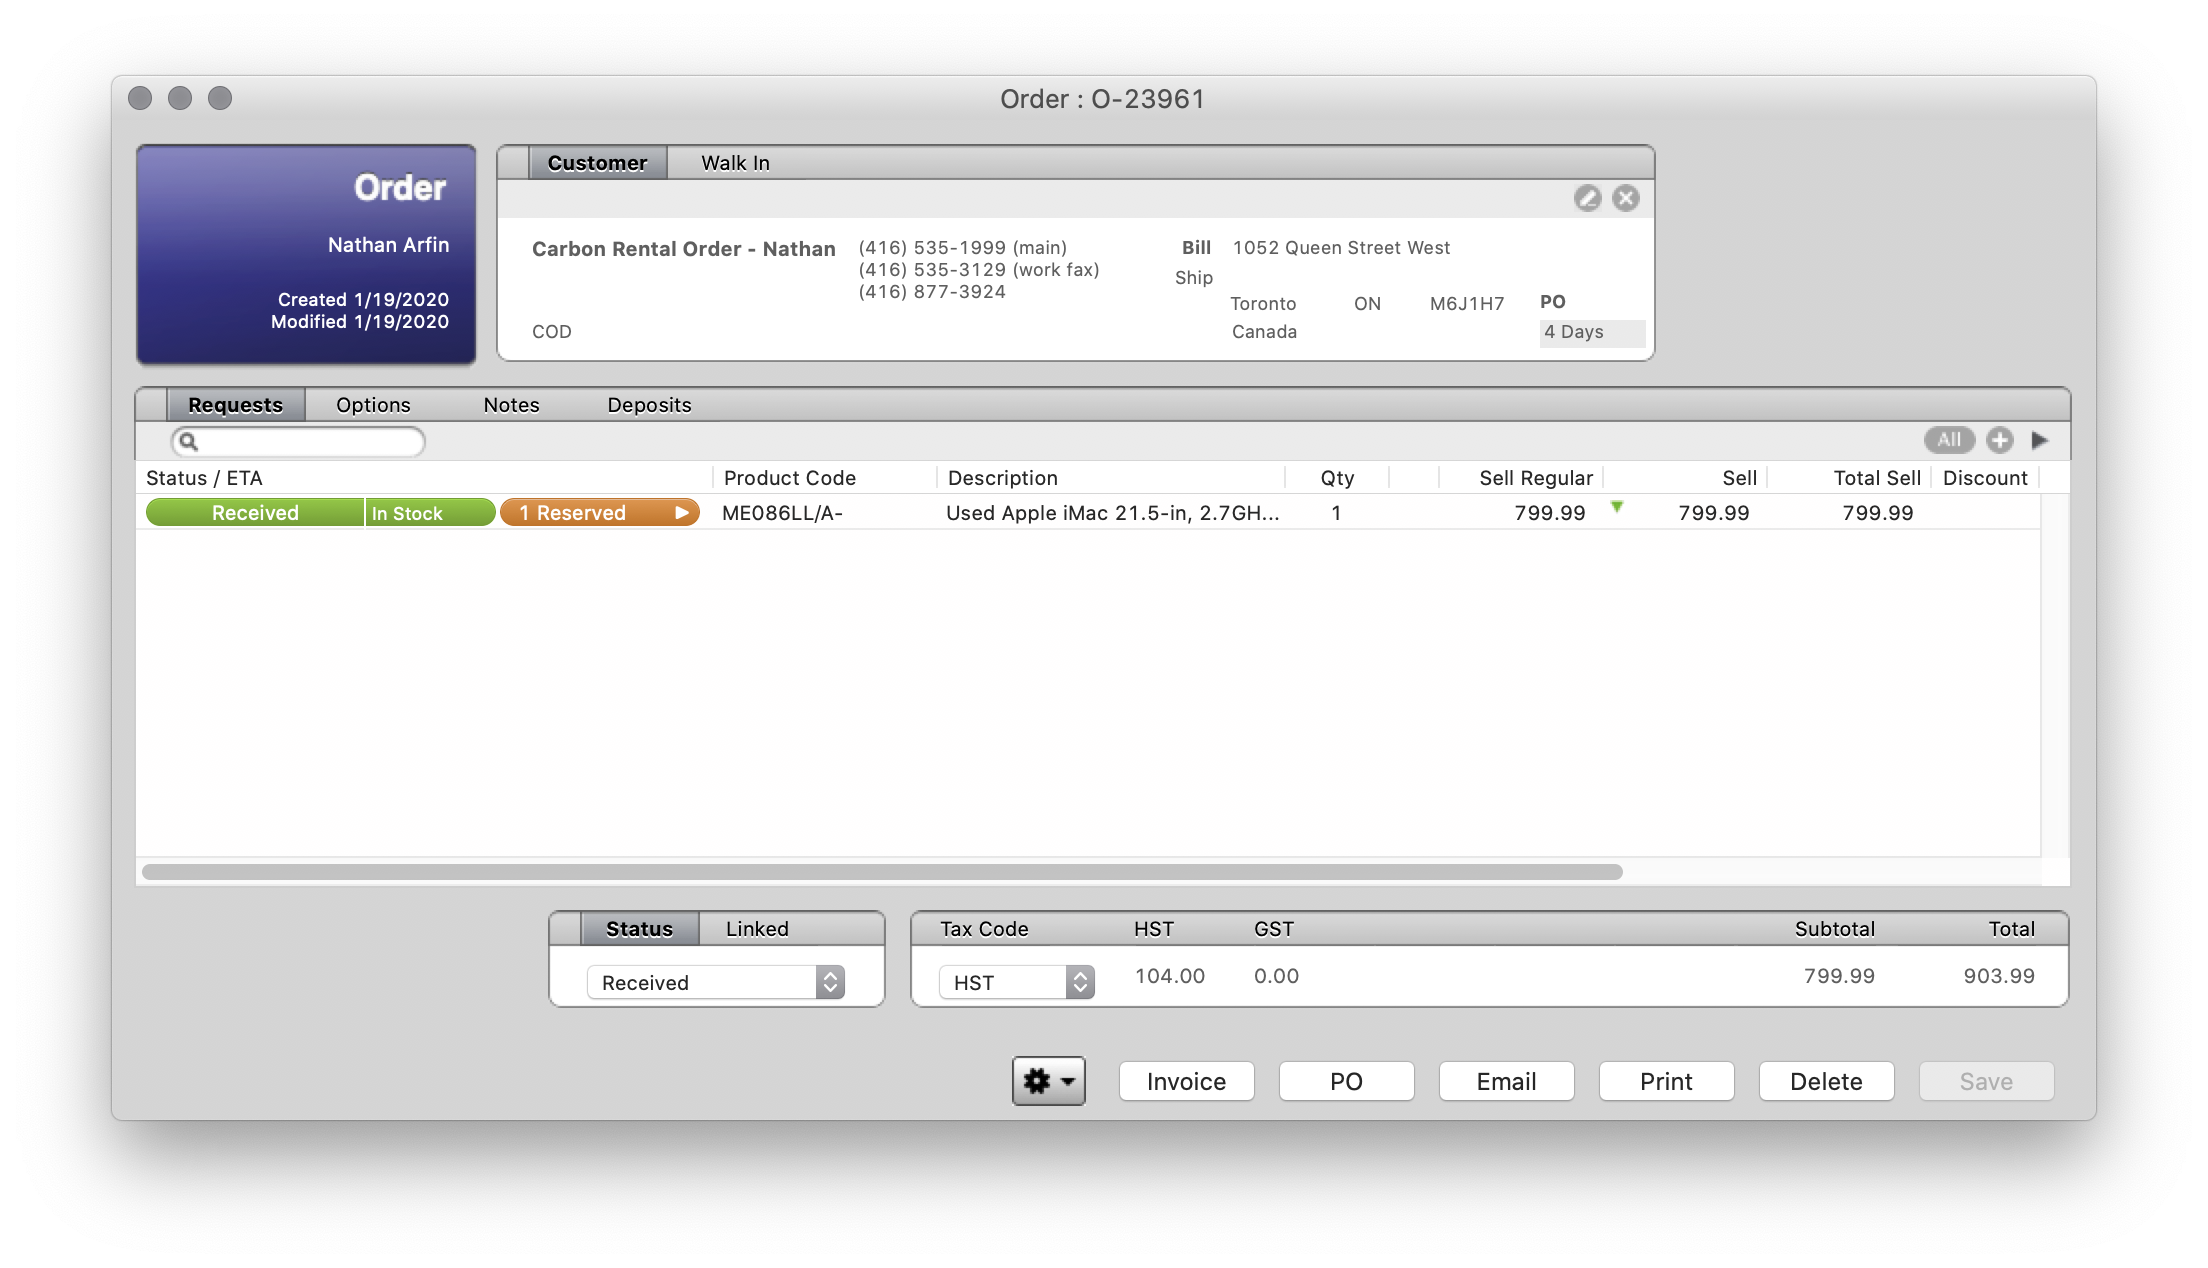 Order : O-23961
Order
Nathan Arfin
Created 1/19/2020
Modified 1/19/2020
Customer Walk In
Carbon Rental Order - Nathan (416) 535-1999 (main) Bill 1052 Queen Street West
(416) 535-3129 (work fax) Ship
(416) 877-3924
Toronto ON M6J1H7 PO
COD Canada 4 Days
Requests Options Notes Deposits
All
Status / ETA Product Code Description Qty Sell Regular Sell Total Sell Discount
Received In Stock 1 Reserved ME086LL/A- Used Apple iMac 21.5-in, 2.7GH... 1 799.99 799.99 799.99
Status Linked Tax Code HST GST Subtotal Total
Received HST 104.00 0.00 799.99 903.99
Invoice PO Email Print Delete Save